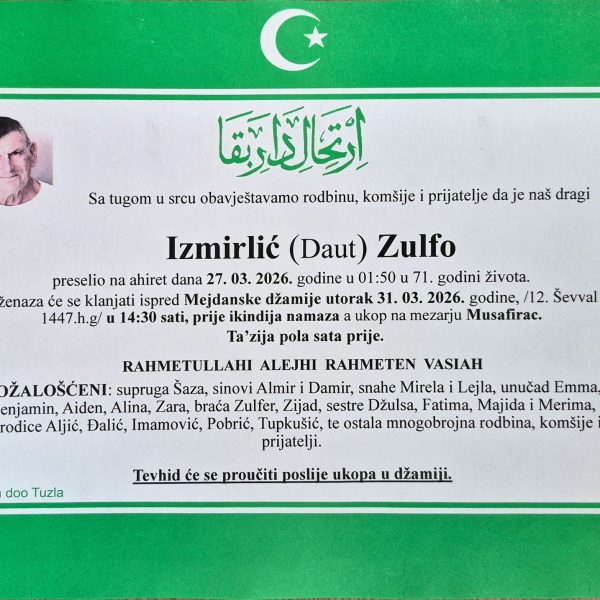 اِرْتِحَالِ دَارِ بَقَا
Sa tugom u srcu obavještavamo rodbinu, komšije i prijatelje da je naš dragi
Izmirlić (Daut) Zulfo
preselio na ahiret dana 27. 03. 2026. godine u 01:50 u 71. godini života.
ženaza će se klanjati ispred Mejdanske džamije utorak 31. 03. 2026. godine, /12. Ševval
1447.h.g/ u 14:30 sati, prije ikindija namaza a ukop na mezarju Musafirac.
Ta’zija pola sata prije.
RAHMETULLAHI ALEJHI RAHMETEN VASIAH
OŽALOŠĆENI: supruga Šaza, sinovi Almir i Damir, snahe Mirela i Lejla, unučad Emma,
enjamin, Aiden, Alina, Zara, braća Zulfer, Zijad, sestre Džulsa, Fatima, Majida i Merima,
rodice Aljić, Đalić, Imamović, Pobrić, Tupkušić, te ostala mnogobrojna rodbina, komšije i
prijatelji.
Tevhid će se proučiti poslije ukopa u džamiji.
doo Tuzla